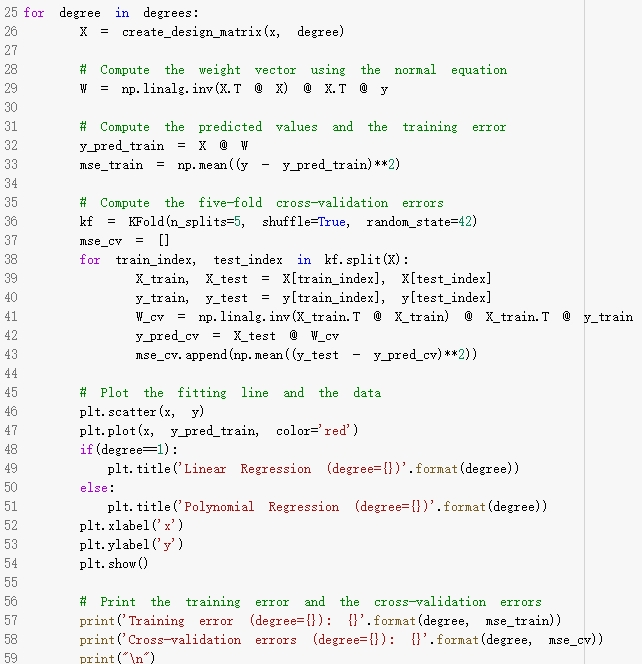 25 for degree in degrees:
26 X = create_design_matrix(x, degree)
27
28 # Compute the weight vector using the normal equation
29 W = np.linalg.inv(X.T @ X) @ X.T @ y
30
31 # Compute the predicted values and the training error
32 y_pred_train = X @ W
33 mse_train = np.mean((y - y_pred_train)**2)
34
35 # Compute the five-fold cross-validation errors
36 kf = KFold(n_splits=5, shuffle=True, random_state=42)
37 mse_cv = []
38 for train_index, test_index in kf.split(X):
39 X_train, X_test = X[train_index], X[test_index]
40 y_train, y_test = y[train_index], y[test_index]
41 W_cv = np.linalg.inv(X_train.T @ X_train) @ X_train.T @ y_train
42 y_pred_cv = X_test @ W_cv
43 mse_cv.append(np.mean((y_test - y_pred_cv)**2))
44
45 # Plot the fitting line and the data
46 plt.scatter(x, y)
47 plt.plot(x, y_pred_train, color='red')
48 if(degree==1):
49 plt.title('Linear Regression (degree={})'.format(degree))
50 else:
51 plt.title('Polynomial Regression (degree={})'.format(degree))
52 plt.xlabel('x')
53 plt.ylabel('y')
54 plt.show()
55
56 # Print the training error and the cross-validation errors
57 print('Training error (degree={}): {}'.format(degree, mse_train))
58 print('Cross-validation errors (degree={}): {}'.format(degree, mse_cv))
59 print("\n")